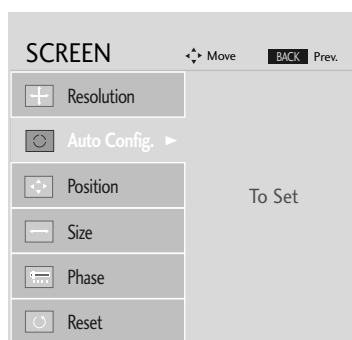 SCREEN Move BACK Prev.
Resolution
Auto Config.
Position
To Set
Size
Phase
Reset